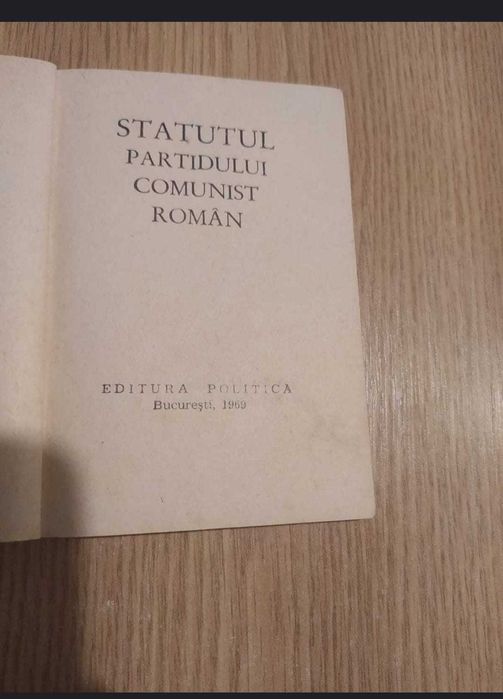 STATUTUL
PARTIDULUI
COMUNIST
ROMÂN
EDITURA POLITICA
București, 1969